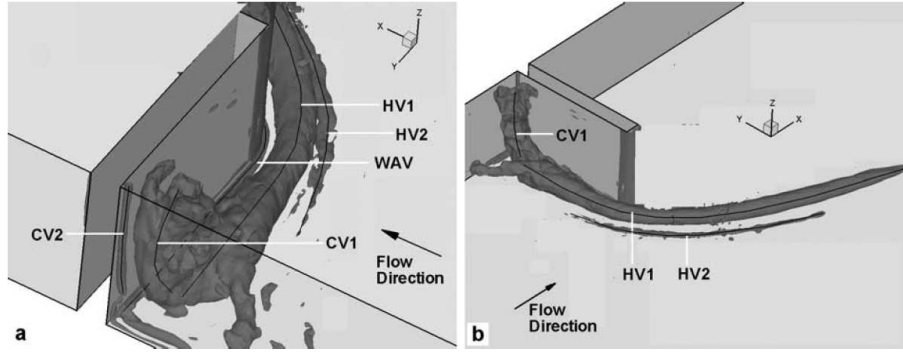 X
Z
Y
HV1
HV2
WAV
CV2
CV1
Flow
Direction
a
CV1
Z
Y
X
HV1
HV2
Flow
Direction
b